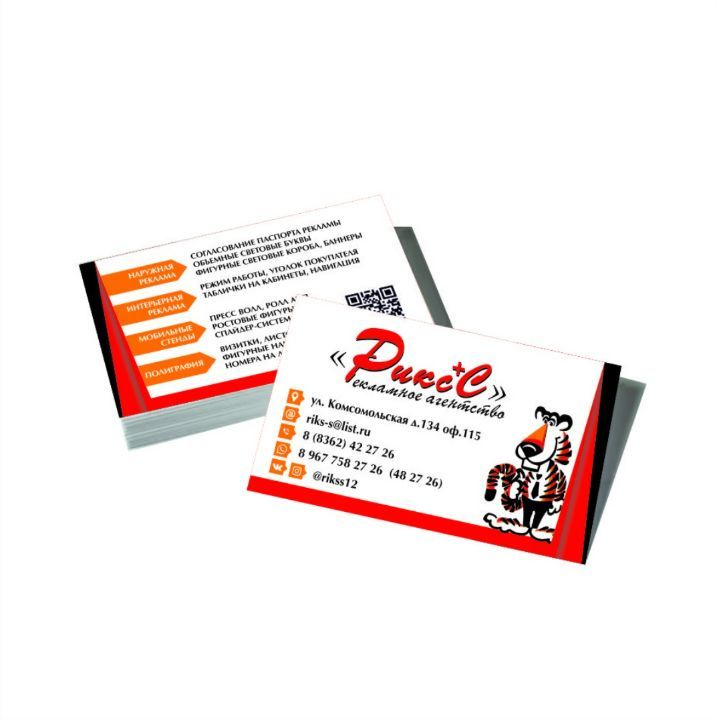 НАРУЖНАЯ
РЕКЛАМА
СОГЛАСОВАНИЕ ПАСПОРТА РЕКЛАМЫ
ОБЪЕМНЫЕ СВЕТОВЫЕ БУКВЫ
ФИГУРНЫЕ СВЕТОВЫЕ КОРОБА, БАННЕРЫ
ИНТЕРЬЕРНАЯ
РЕКЛАМА
РЕЖИМ РАБОТЫ, УГОЛОК ПОКУПАТЕЛЯ
ТАБЛИЧКИ НА КАБИНЕТЫ, НАВИГАЦИЯ
МОБИЛЬНЫЕ
СТЕНДЫ
ПРЕСС ВОЛЛ, РОЛЛ А
РОСТОВЫЕ ФИГУРЫ
СПАЙДЕР-СИСТЕМ
ПОЛИГРАФИЯ
ВИЗИТКИ, ЛИСТ
ФИГУРНЫЕ НА
НОМЕРА НА
«Рикс+С»
рекламное агентство
ул. Комсомольская д.134 оф.115
riks-s@list.ru
8 (8362) 42 27 26
8 967 758 27 26 (48 27 26)
@rikss12